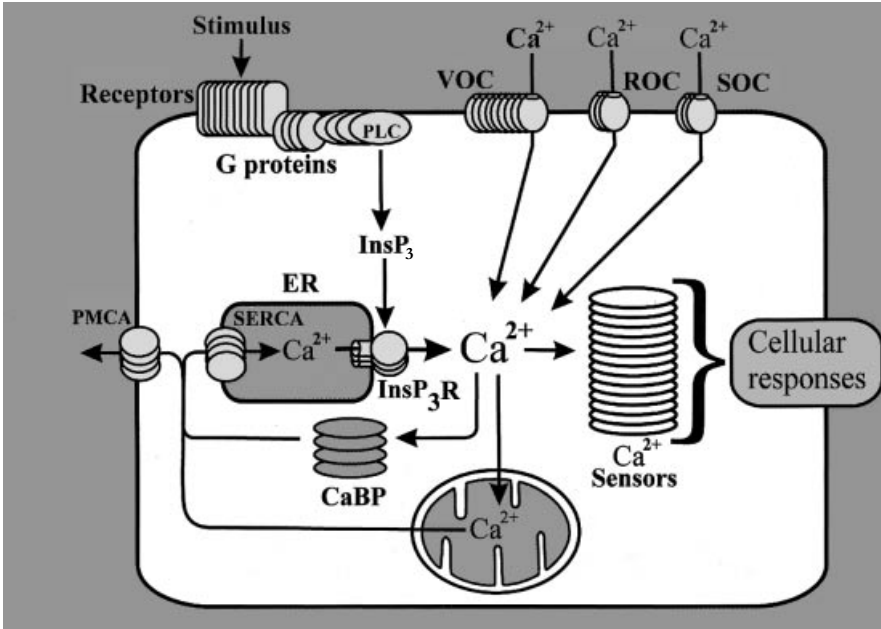 Stimulus
Ca²⁺
Ca²⁺
Ca²⁺
VOC
ROC
SOC
Receptors
PLC
G proteins
InsP₃
ER
PMCA
SERCA
Ca²⁺
Ca²⁺
InsP₃R
Cellular
responses
CaBP
Ca²⁺
Sensors
Ca²⁺